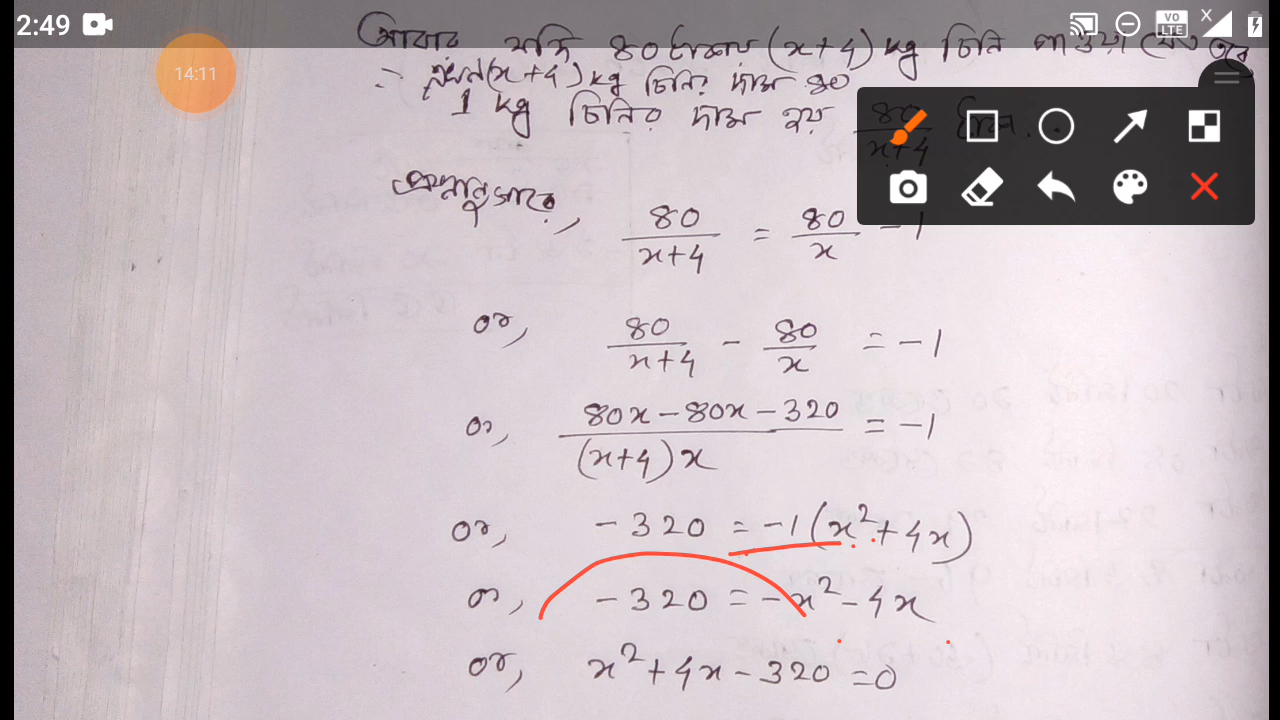 2:49
VO LTE X
14:11
আবার যদি 80 টাকায় (x+4) kg চিনি পাওয়া যেত তবে
∴ (x+4) kg চিনির দাম 80
1 kg চিনির দাম হয় 80/(x+4) টাকা.
প্রশ্নানুসারে, 80/(x+4) = 80/x - 1
or, 80/(x+4) - 80/x = -1
or, (80x - 80x - 320)/((x+4)x) = -1
or, -320 = -1(x²+4x)
or, -320 = -x² - 4x
or, x² + 4x - 320 = 0